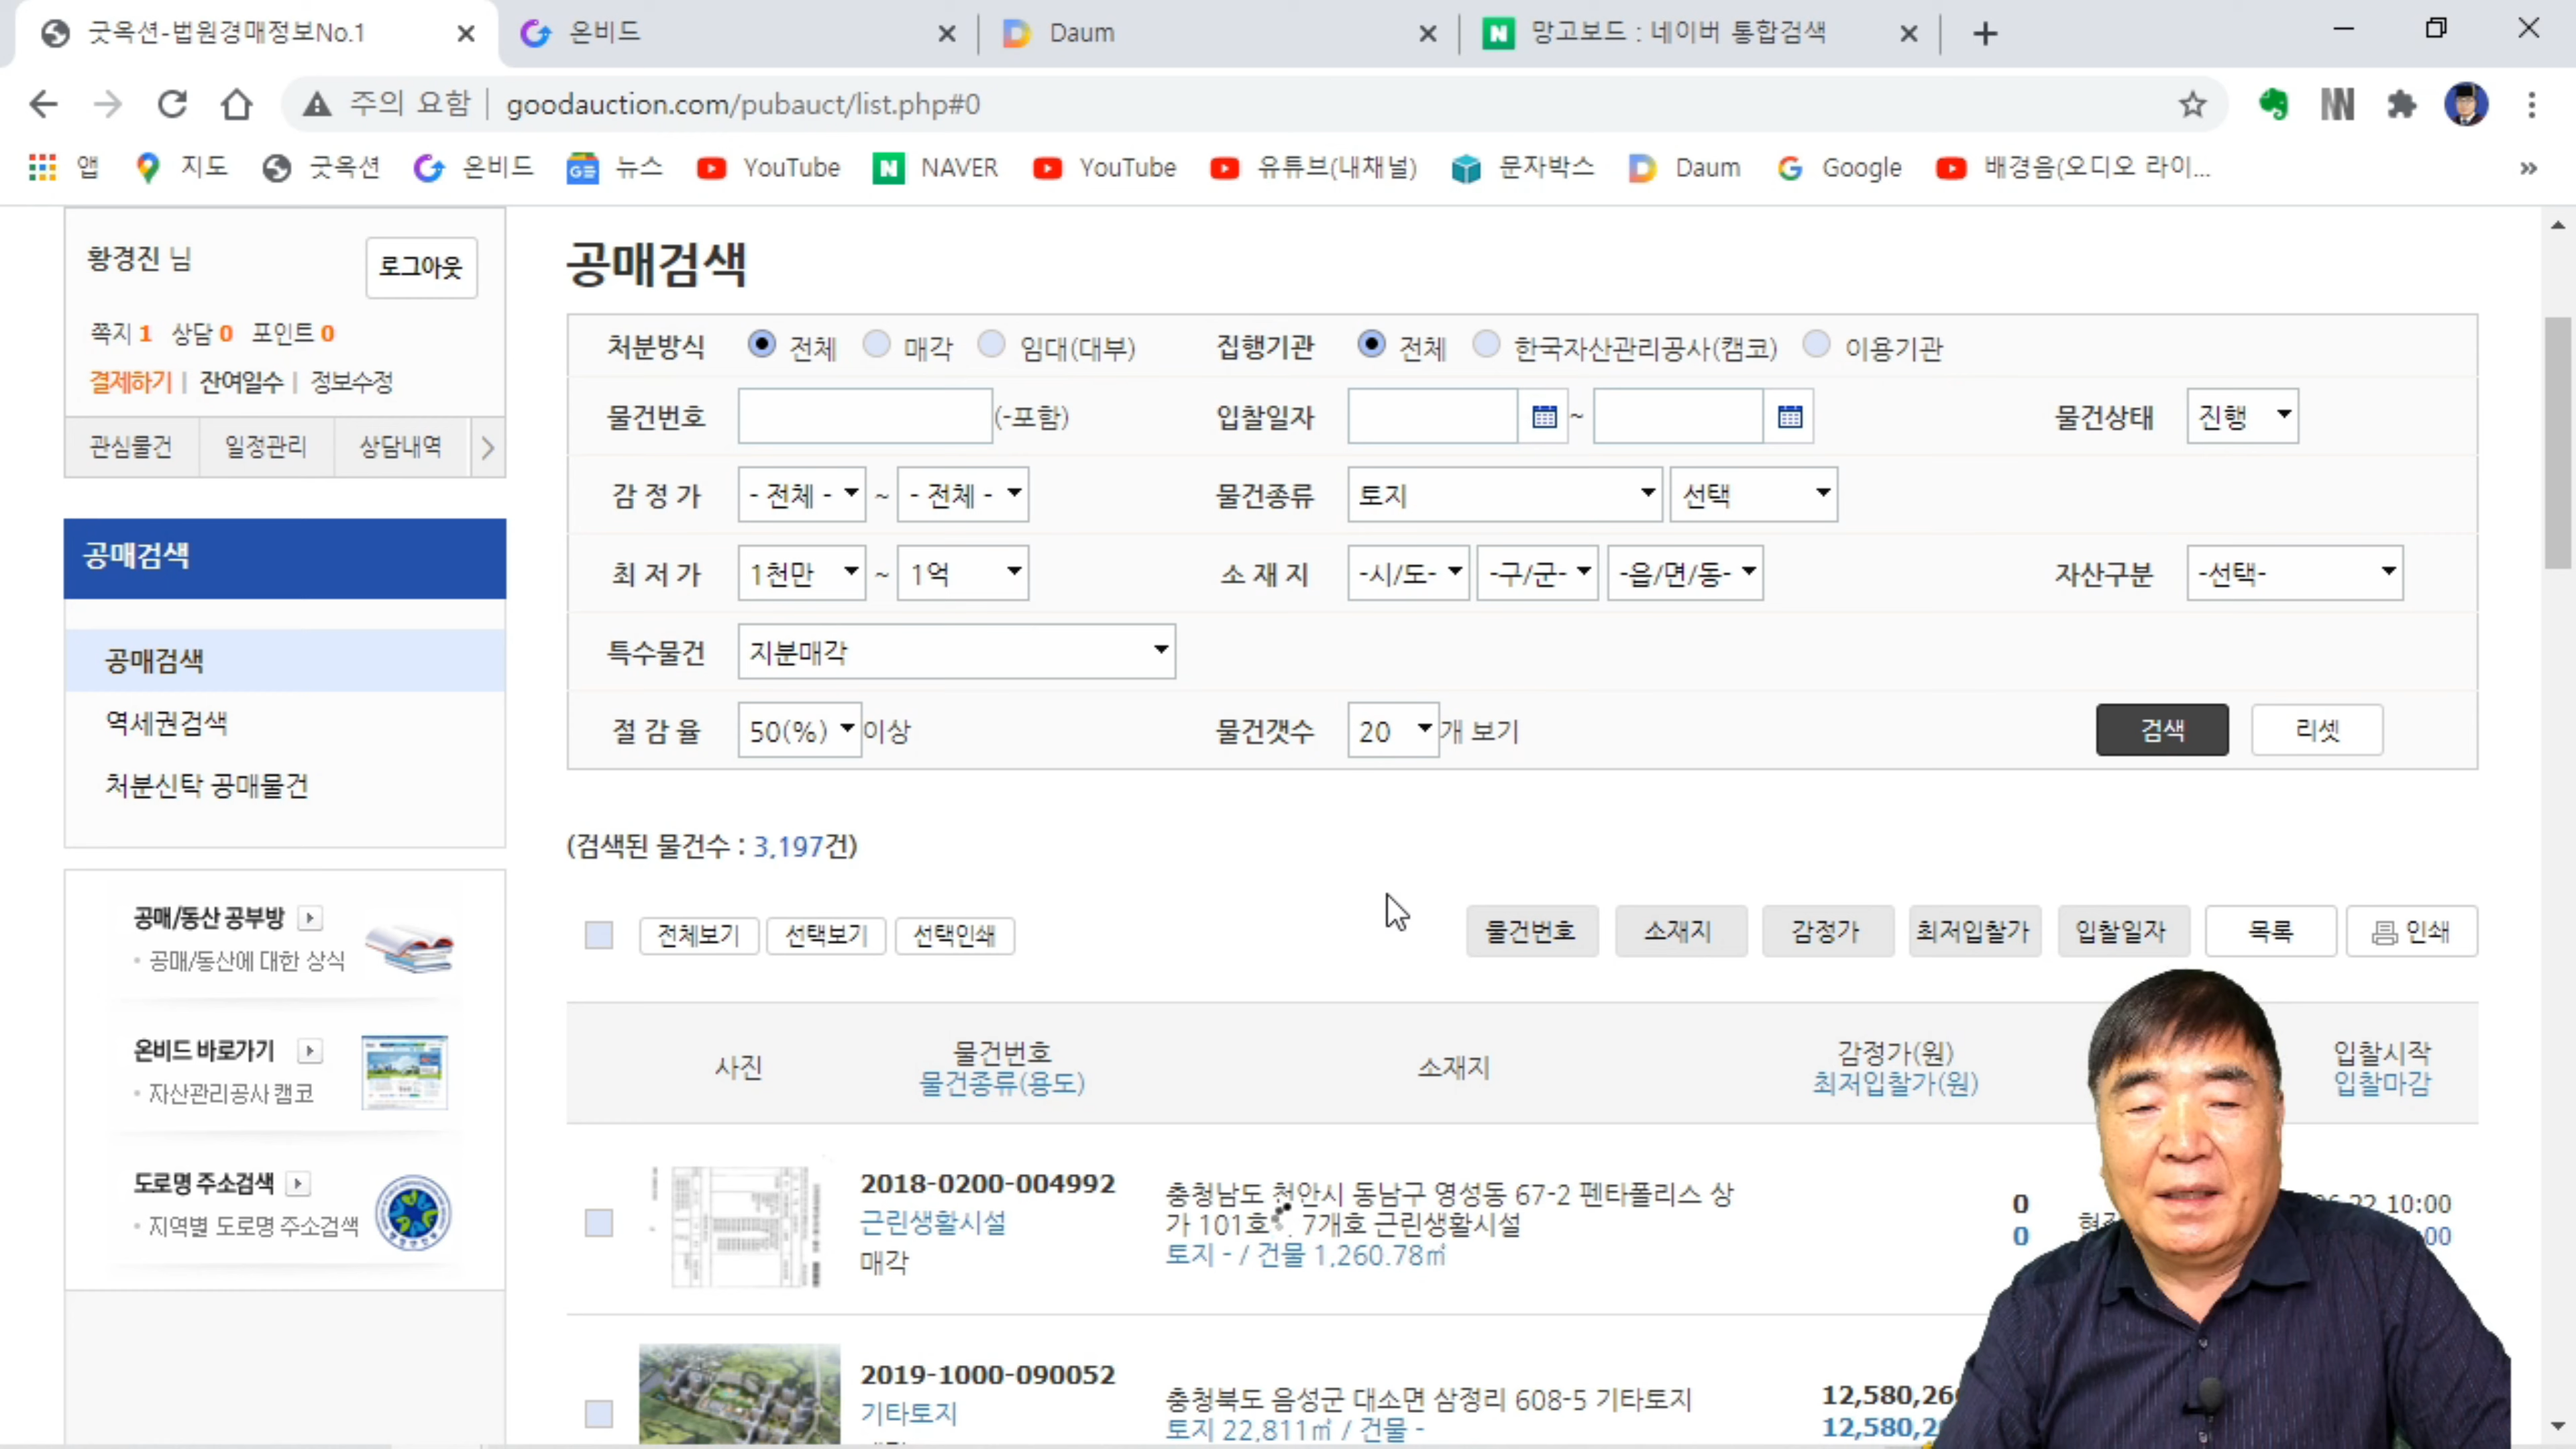 굿옥션-법원경매정보No.1
온비드
Daum
망고보드 : 네이버 통합검색
주의 요함 | goodauction.com/pubauct/list.php#0
앱 지도 굿옥션 온비드 뉴스 YouTube NAVER YouTube 유튜브(내채널) 문자박스 Daum Google 배경음(오디오 라이...
황경진 님
로그아웃
쪽지 1 상담 0 포인트 0
결제하기 | 잔여일수 | 정보수정
관심물건 일정관리 상담내역
공매검색
공매검색
역세권검색
처분신탁 공매물건
공매/동산 공부방
• 공매/동산에 대한 상식
온비드 바로가기
• 자산관리공사 캠코
도로명 주소검색
• 지역별 도로명 주소검색
공매검색
처분방식 전체 매각 임대(대부) 집행기관 전체 한국자산관리공사(캠코) 이용기관
물건번호 (-포함) 입찰일자 ~ 물건상태 진행
감 정 가 - 전체 - ~ - 전체 - 물건종류 토지 선택
최 저 가 1천만 ~ 1억 소 재 지 -시/도- -구/군- -읍/면/동- 자산구분 -선택-
특수물건 지분매각
절 감 율 50(%) 이상 물건갯수 20 개 보기 검색 리셋
(검색된 물건수 : 3,197건)
전체보기 선택보기 선택인쇄 물건번호 소재지 감정가 최저입찰가 입찰일자 목록 인쇄
사진 물건번호 소재지 감정가(원) 입찰시작
물건종류(용도) 최저입찰가(원) 입찰마감
2018-0200-004992
근린생활시설
매각
충청남도 천안시 동남구 영성동 67-2 펜타폴리스 상
가 101호 7개호 근린생활시설
토지 - / 건물 1,260.78㎡
0
0
10:00
2019-1000-090052
기타토지
충청북도 음성군 대소면 삼정리 608-5 기타토지
토지 22,811㎡ / 건물 -